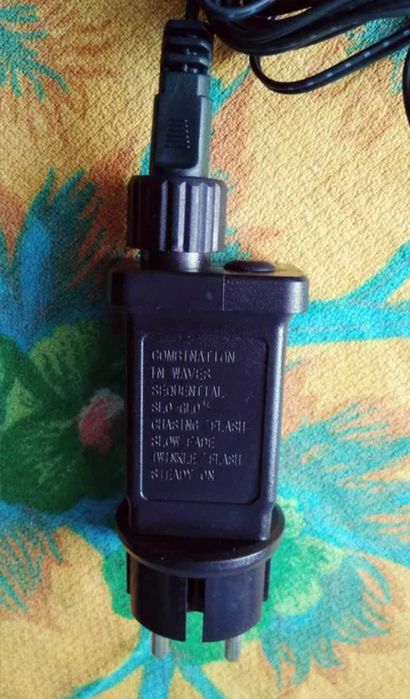 COMBINATION
IN WAVES
SEQUENTIAL
SLO-GLO
CHASING/FLASH
SLOW FADE
TWINKLE/FLASH
STEADY ON